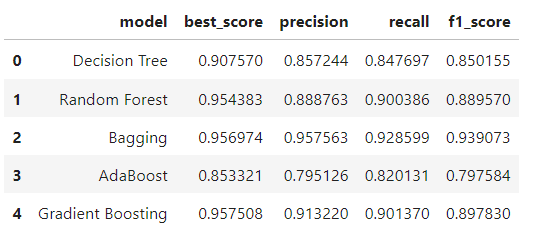 model best_score precision recall f1_score
0 Decision Tree 0.907570 0.857244 0.847697 0.850155
1 Random Forest 0.954383 0.888763 0.900386 0.889570
2 Bagging 0.956974 0.957563 0.928599 0.939073
3 AdaBoost 0.853321 0.795126 0.820131 0.797584
4 Gradient Boosting 0.957508 0.913220 0.901370 0.897830